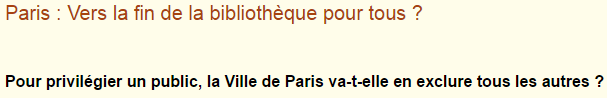 Paris : Vers la fin de la bibliothèque pour tous ?
Pour privilégier un public, la Ville de Paris va-t-elle en exclure tous les autres ?